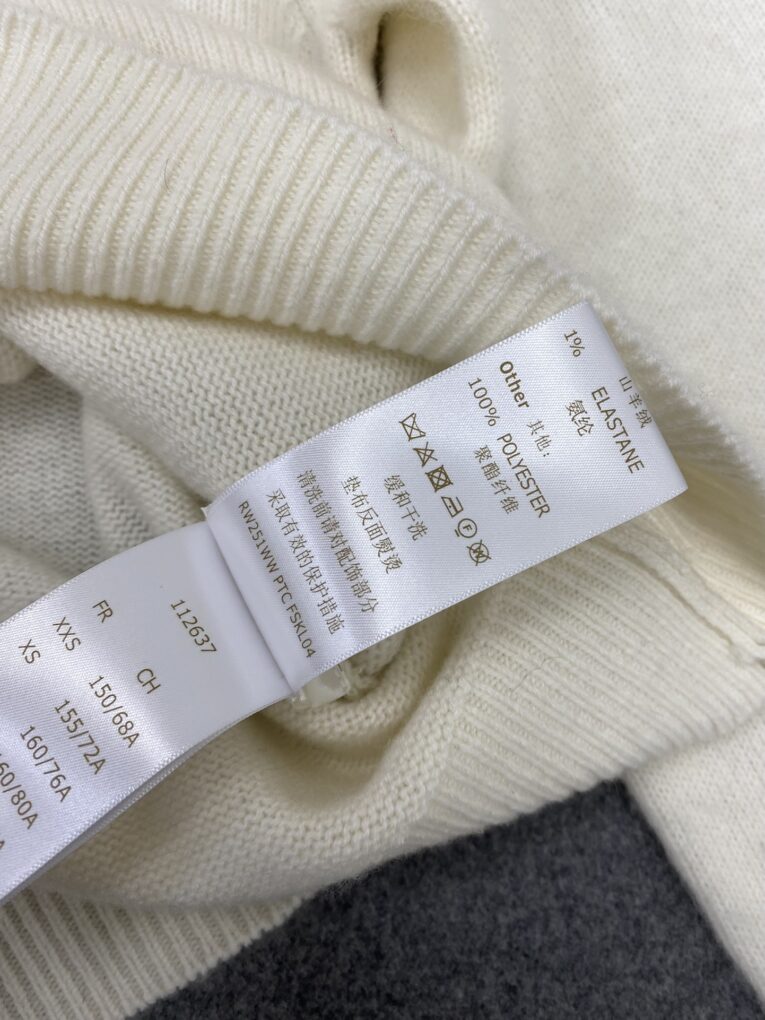 山羊绒
1% ELASTANE
氨纶
Other 其他：
100% POLYESTER
聚酯纤维
缓和干洗
垫布反面熨烫
清洗前请对配饰部分
采取有效的保护措施
RW251WW PTC FSKL04
112637
FR CH
XXS 150/68A
XS 155/72A
160/76A